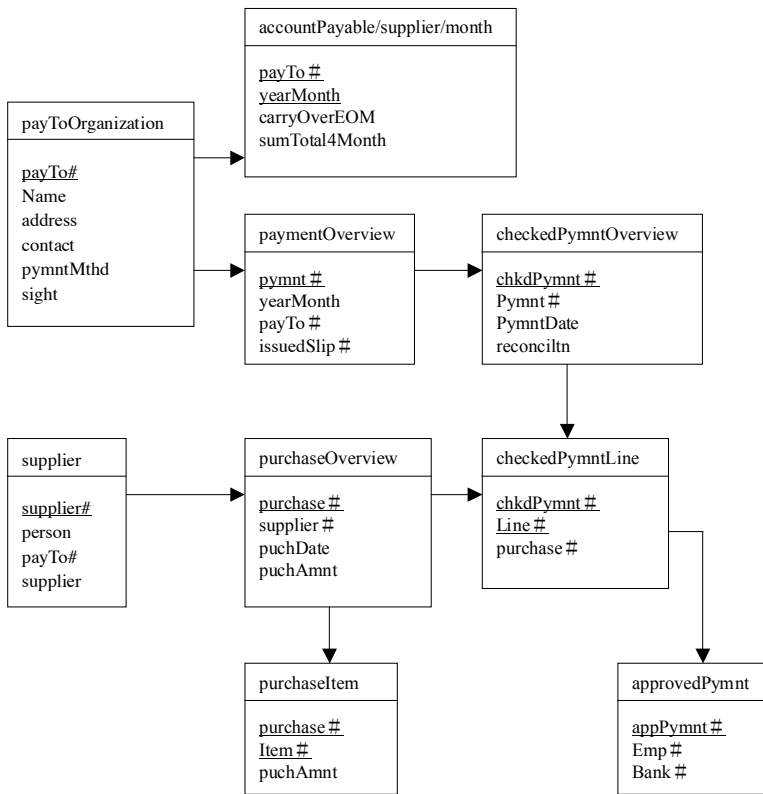 accountPayable/supplier/month
payTo＃
yearMonth
carryOverEOM
sumTotal4Month
payToOrganization
payTo#
Name
address
contact
pymntMthd
sight
paymentOverview
pymnt＃
yearMonth
payTo＃
issuedSlip＃
checkedPymntOverview
chkdPymnt＃
Pymnt＃
PymntDate
reconciltn
supplier
supplier#
person
payTo#
supplier
purchaseOverview
purchase＃
supplier＃
puchDate
puchAmnt
checkedPymntLine
chkdPymnt＃
Line＃
purchase＃
purchaseItem
purchase＃
Item＃
puchAmnt
approvedPymnt
appPymnt＃
Emp＃
Bank＃